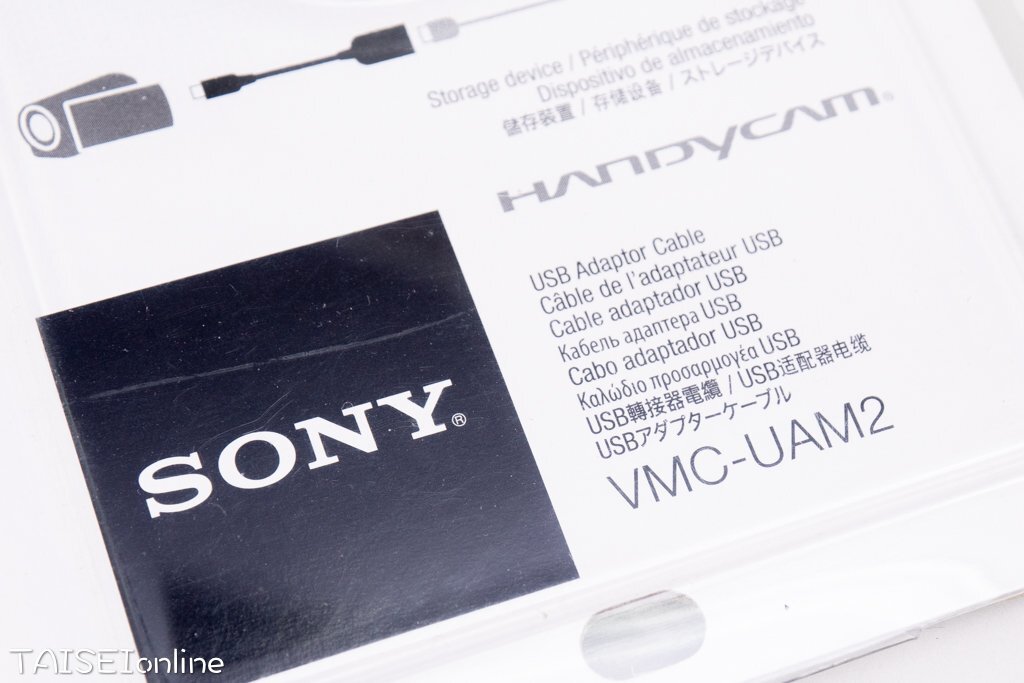 Storage device / Périphérique de stockage
Dispositivo de almacenamiento
儲存裝置 / 存储设备 / ストレージデバイス
HANDYCAM®
USB Adaptor Cable
Câble de l'adaptateur USB
Cable adaptador USB
Кабель адаптера USB
Cabo adaptador USB
Καλώδιο προσαρμογέα USB
USB轉接器電纜 / USB适配器电缆
USBアダプターケーブル
VMC-UAM2
SONY®
TAISEIonline